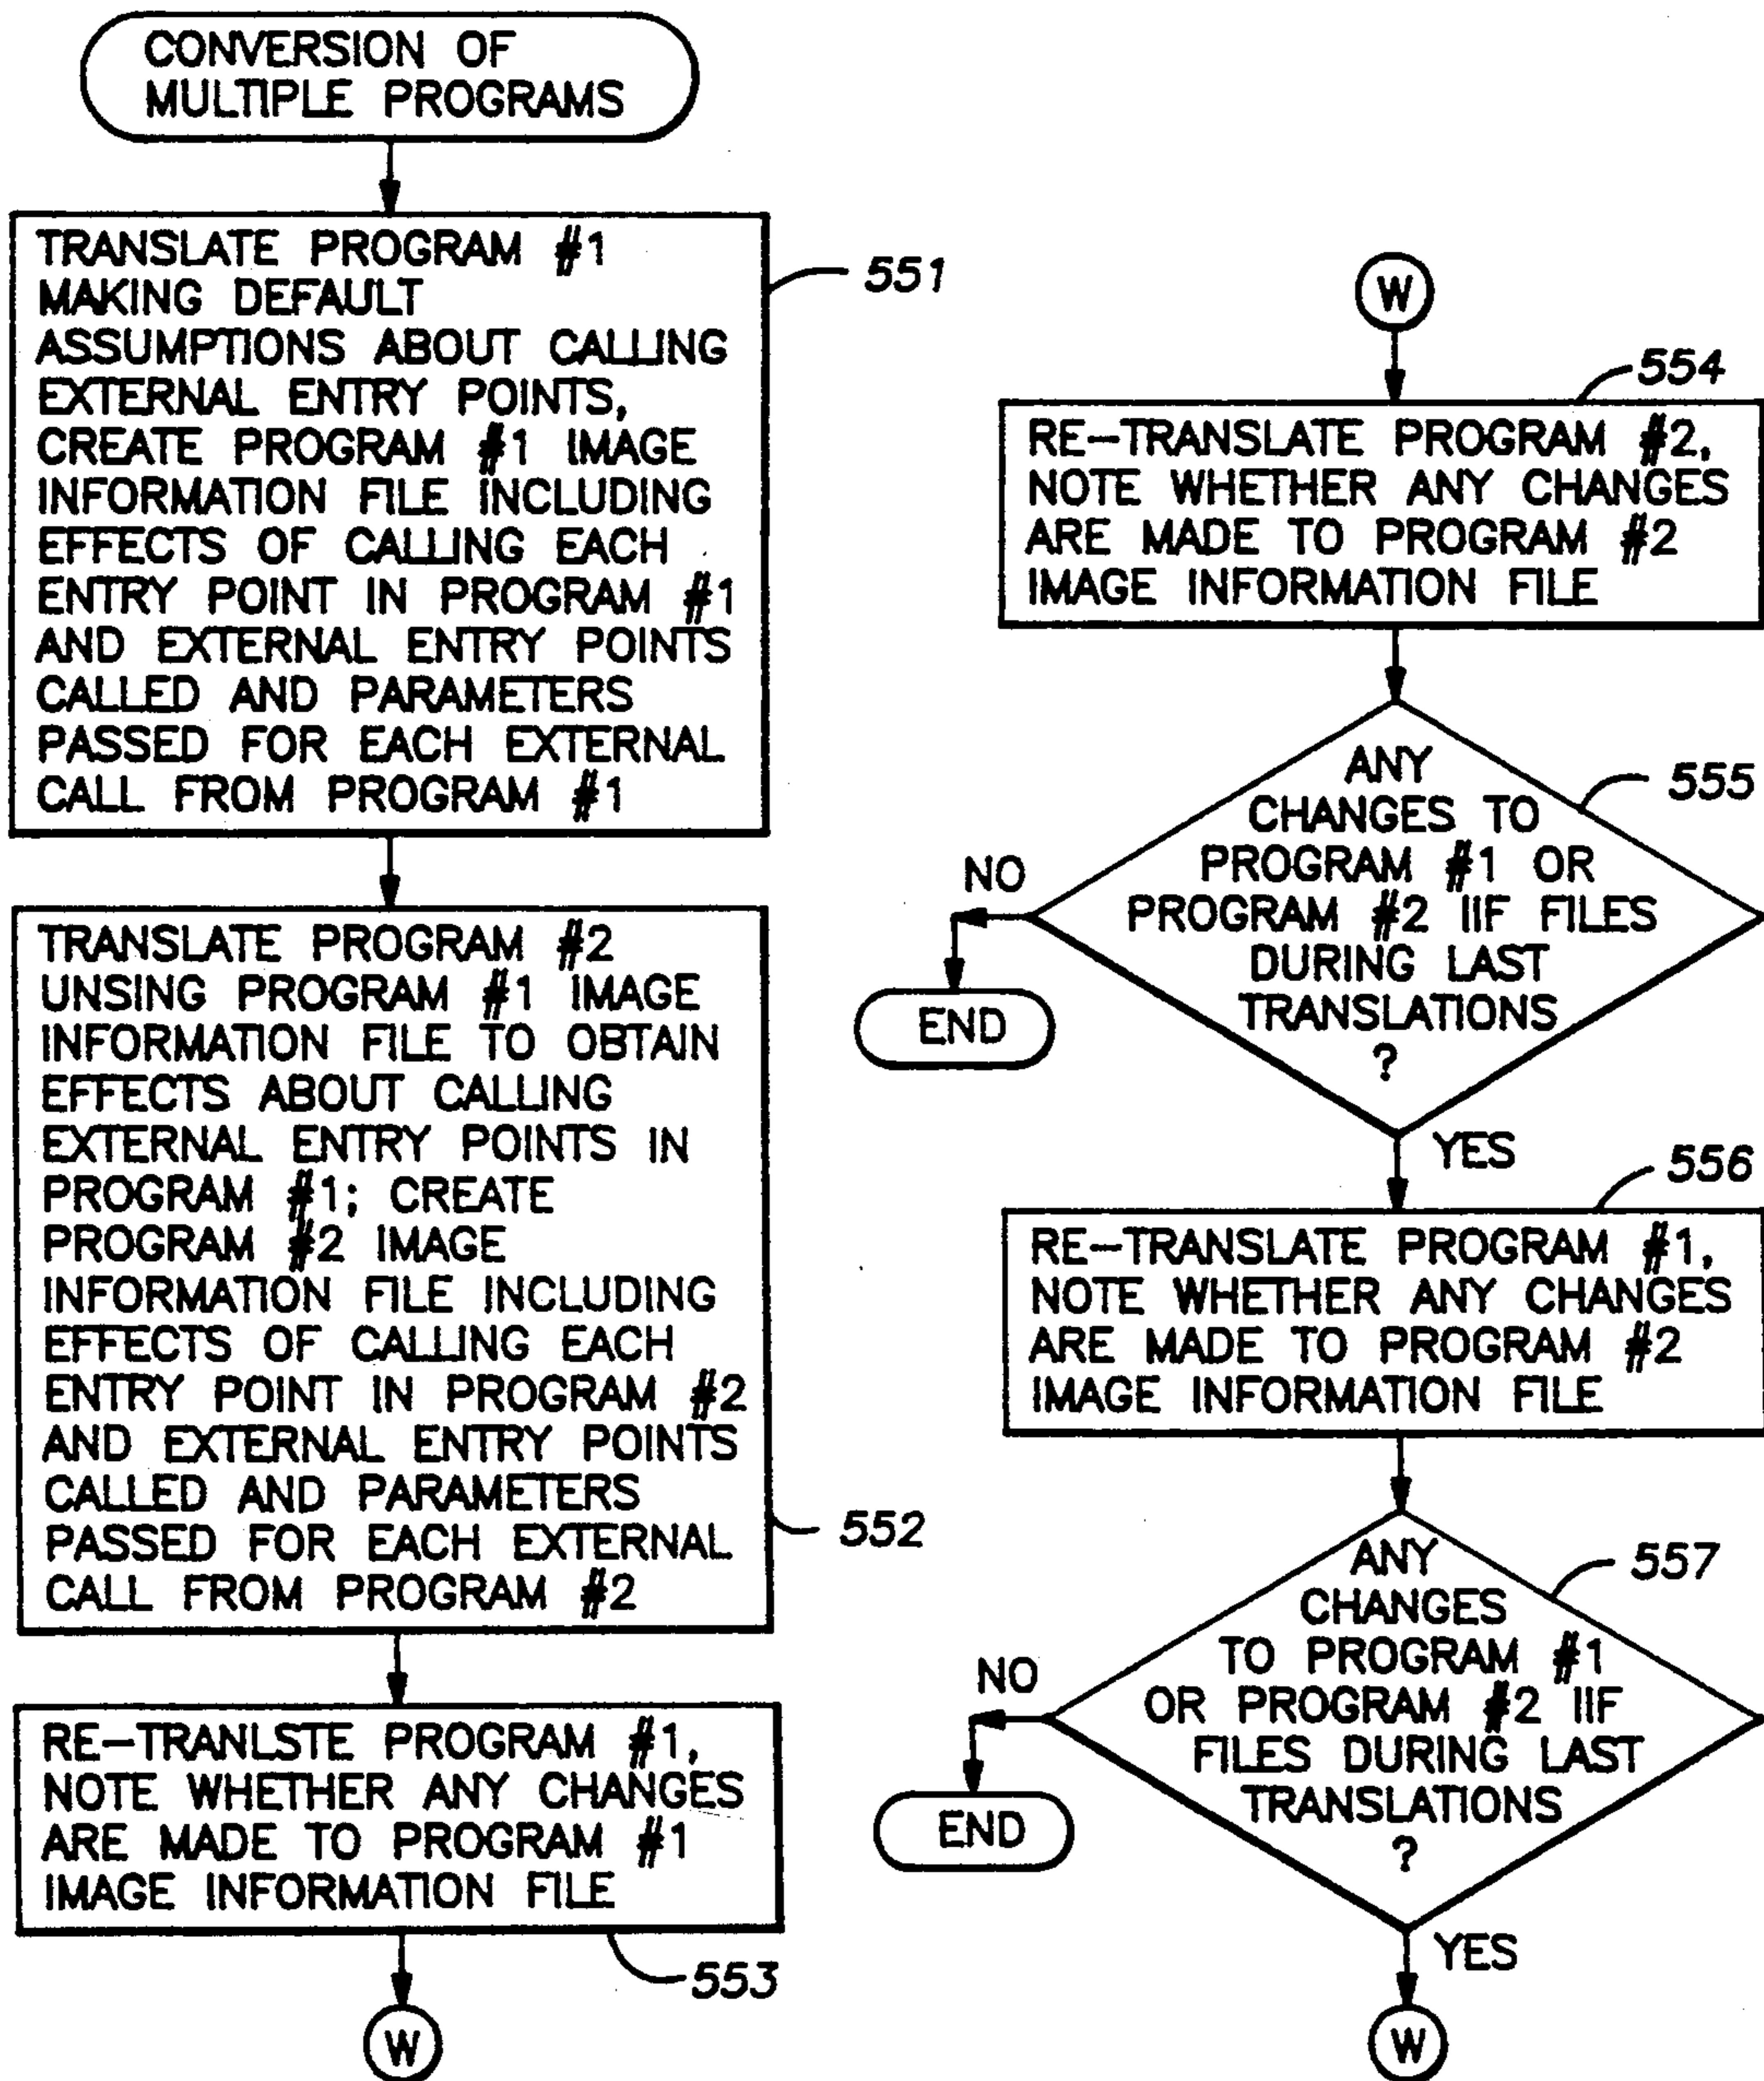 CONVERSION OF
MULTIPLE PROGRAMS
TRANSLATE PROGRAM #1
MAKING DEFAULT
ASSUMPTIONS ABOUT CALLING
EXTERNAL ENTRY POINTS,
CREATE PROGRAM #1 IMAGE
INFORMATION FILE INCLUDING
EFFECTS OF CALLING EACH
ENTRY POINT IN PROGRAM #1
AND EXTERNAL ENTRY POINTS
CALLED AND PARAMETERS
PASSED FOR EACH EXTERNAL
CALL FROM PROGRAM #1
551
TRANSLATE PROGRAM #2
UNSING PROGRAM #1 IMAGE
INFORMATION FILE TO OBTAIN
EFFECTS ABOUT CALLING
EXTERNAL ENTRY POINTS IN
PROGRAM #1; CREATE
PROGRAM #2 IMAGE
INFORMATION FILE INCLUDING
EFFECTS OF CALLING EACH
ENTRY POINT IN PROGRAM #2
AND EXTERNAL ENTRY POINTS
CALLED AND PARAMETERS
PASSED FOR EACH EXTERNAL
CALL FROM PROGRAM #2
552
RE-TRANLSTE PROGRAM #1,
NOTE WHETHER ANY CHANGES
ARE MADE TO PROGRAM #1
IMAGE INFORMATION FILE
553
W
W
554
RE-TRANSLATE PROGRAM #2,
NOTE WHETHER ANY CHANGES
ARE MADE TO PROGRAM #2
IMAGE INFORMATION FILE
ANY
CHANGES TO
PROGRAM #1 OR
PROGRAM #2 IIF FILES
DURING LAST
TRANSLATIONS
?
555
NO
END
YES
556
RE-TRANSLATE PROGRAM #1,
NOTE WHETHER ANY CHANGES
ARE MADE TO PROGRAM #2
IMAGE INFORMATION FILE
ANY
CHANGES
TO PROGRAM #1
OR PROGRAM #2 IIF
FILES DURING LAST
TRANSLATIONS
?
557
NO
END
YES
W